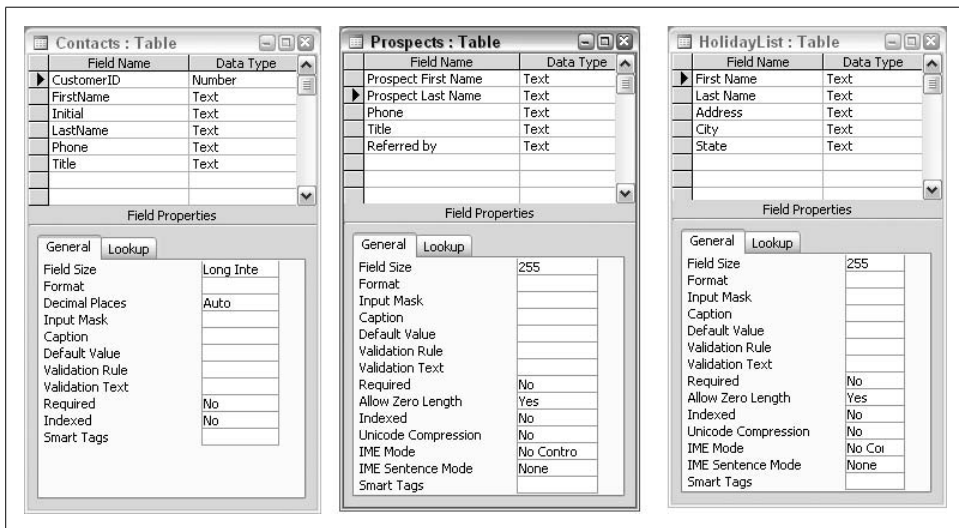 Contacts : Table
Field Name Data Type
CustomerID Number
FirstName Text
Initial Text
LastName Text
Phone Text
Title Text
Field Properties
General Lookup
Field Size Long Inte
Format
Decimal Places Auto
Input Mask
Caption
Default Value
Validation Rule
Validation Text
Required No
Indexed No
Smart Tags
Prospects : Table
Field Name Data Type
Prospect First Name Text
Prospect Last Name Text
Phone Text
Title Text
Referred by Text
Field Properties
General Lookup
Field Size 255
Format
Input Mask
Caption
Default Value
Validation Rule
Validation Text
Required No
Allow Zero Length Yes
Indexed No
Unicode Compression No
IME Mode No Contro
IME Sentence Mode None
Smart Tags
HolidayList : Table
Field Name Data Type
First Name Text
Last Name Text
Address Text
City Text
State Text
Field Properties
General Lookup
Field Size 255
Format
Input Mask
Caption
Default Value
Validation Rule
Validation Text
Required No
Allow Zero Length Yes
Indexed No
Unicode Compression No
IME Mode No Coi
IME Sentence Mode None
Smart Tags